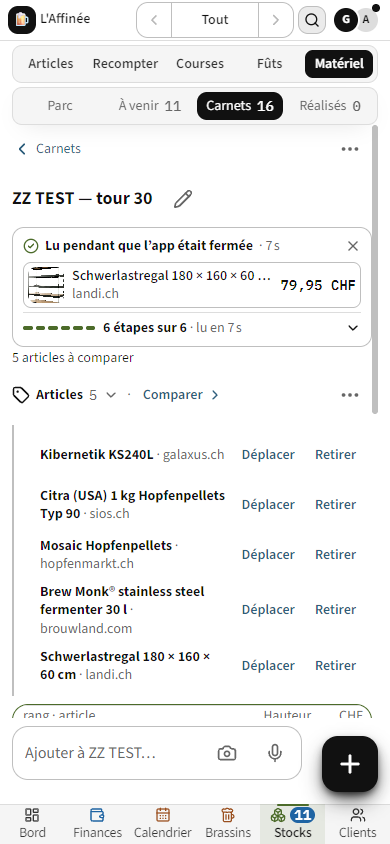 L'Affinée
Tout
G
A
Articles Recompter Courses Fûts Matériel
Parc À venir 11 Carnets 16 Réalisés 0
Carnets
ZZ TEST — tour 30
Lu pendant que l'app était fermée · 7 s
Schwerlastregal 180 × 160 × 60 …
landi.ch
79,95 CHF
6 étapes sur 6 · lu en 7 s
5 articles à comparer
Articles 5 · Comparer
Kibernetik KS240L · galaxus.ch Déplacer Retirer
Citra (USA) 1 kg Hopfenpellets
Typ 90 · sios.ch
Déplacer Retirer
Mosaic Hopfenpellets ·
hopfenmarkt.ch
Déplacer Retirer
Brew Monk® stainless steel
fermenter 30 l ·
brouwland.com
Déplacer Retirer
Schwerlastregal 180 × 160 ×
60 cm · landi.ch
Déplacer Retirer
rang · article Hauteur CHF
Ajouter à ZZ TEST…
11
Bord Finances Calendrier Brassins Stocks Clients